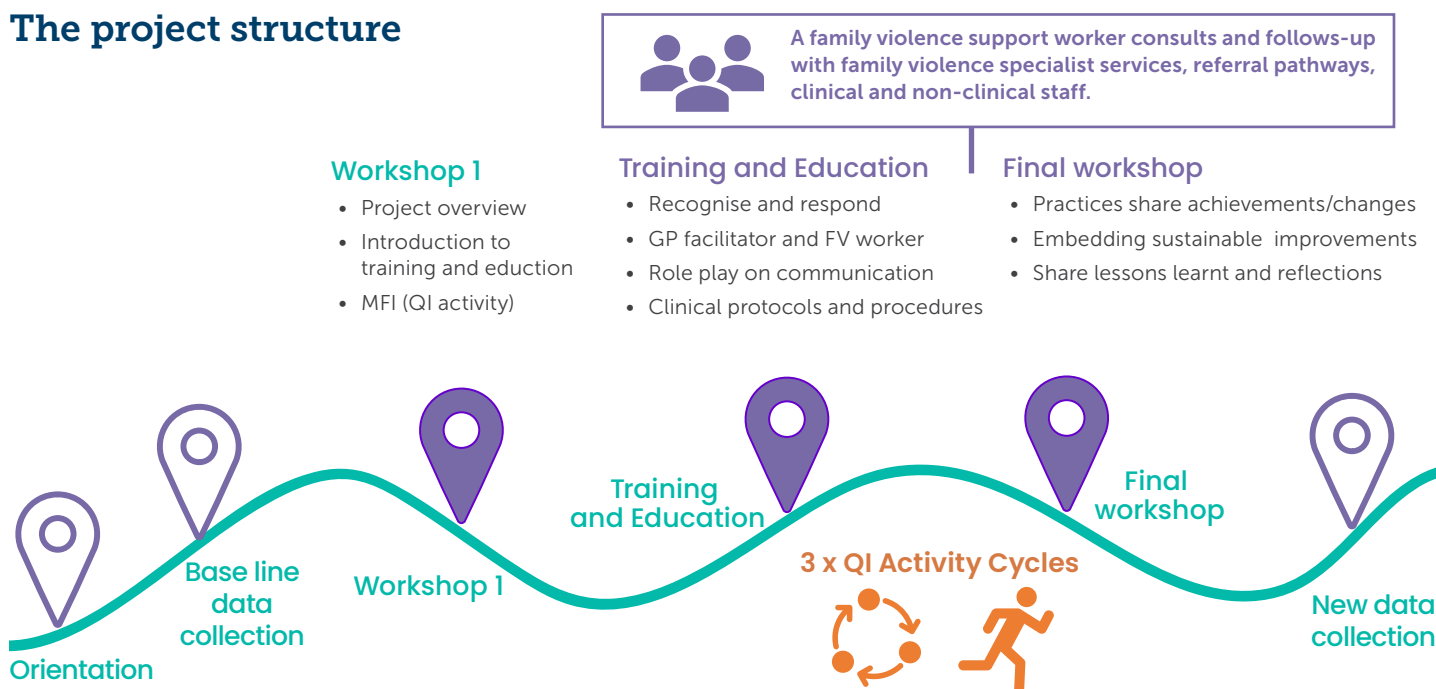 The project structure
A family violence support worker consults and follows-up
with family violence specialist services, referral pathways,
clinical and non-clinical staff.
Workshop 1
• Project overview
• Introduction to
training and eduction
• MFI (QI activity)
Training and Education
• Recognise and respond
• GP facilitator and FV worker
• Role play on communication
• Clinical protocols and procedures
Final workshop
• Practices share achievements/changes
• Embedding sustainable improvements
• Share lessons learnt and reflections
Orientation
Base line
data
collection
Workshop 1
Training
and Education
3 x QI Activity Cycles
Final
workshop
New data
collection